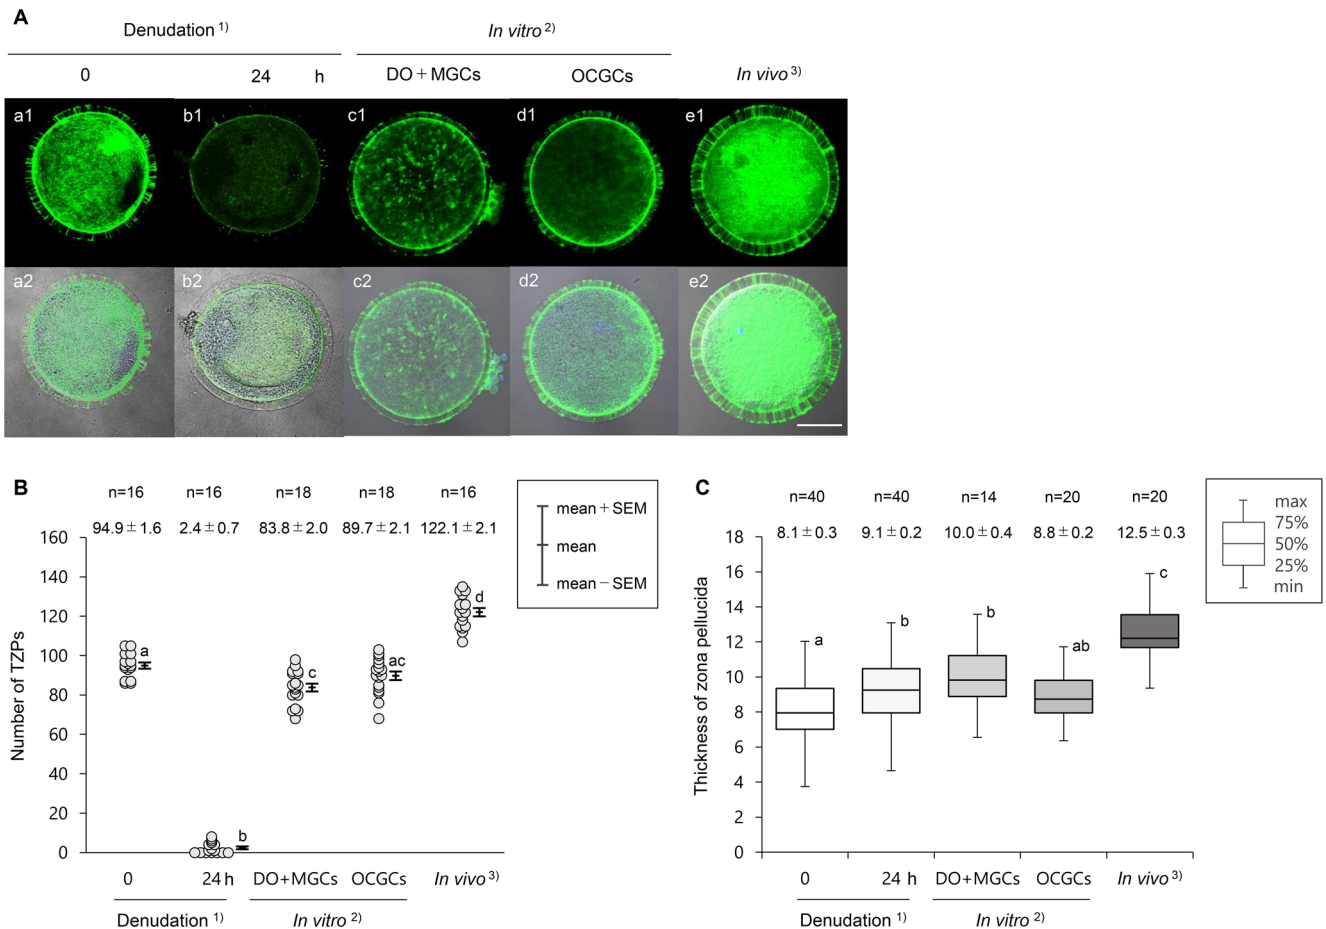 A
Denudation 1)
In vitro 2)
0 24 h DO+MGCs OCGCs In vivo 3)
a1 b1 c1 d1 e1
a2 b2 c2 d2 e2
B
n=16 n=16 n=18 n=18 n=16
94.9±1.6 2.4±0.7 83.8±2.0 89.7±2.1 122.1±2.1
160
140
120
100
80
60
40
20
0
Number of TZPs
a
b
c
ac
d
0 24 h DO+MGCs OCGCs In vivo 3)
Denudation 1) In vitro 2)
mean+SEM
mean
mean−SEM
C
n=40 n=40 n=14 n=20 n=20
8.1±0.3 9.1±0.2 10.0±0.4 8.8±0.2 12.5±0.3
18
16
14
12
10
8
6
4
2
0
Thickness of zona pellucida
a
b
b
ab
c
0 24 h DO+MGCs OCGCs In vivo 3)
Denudation 1) In vitro 2)
max
75%
50%
25%
min